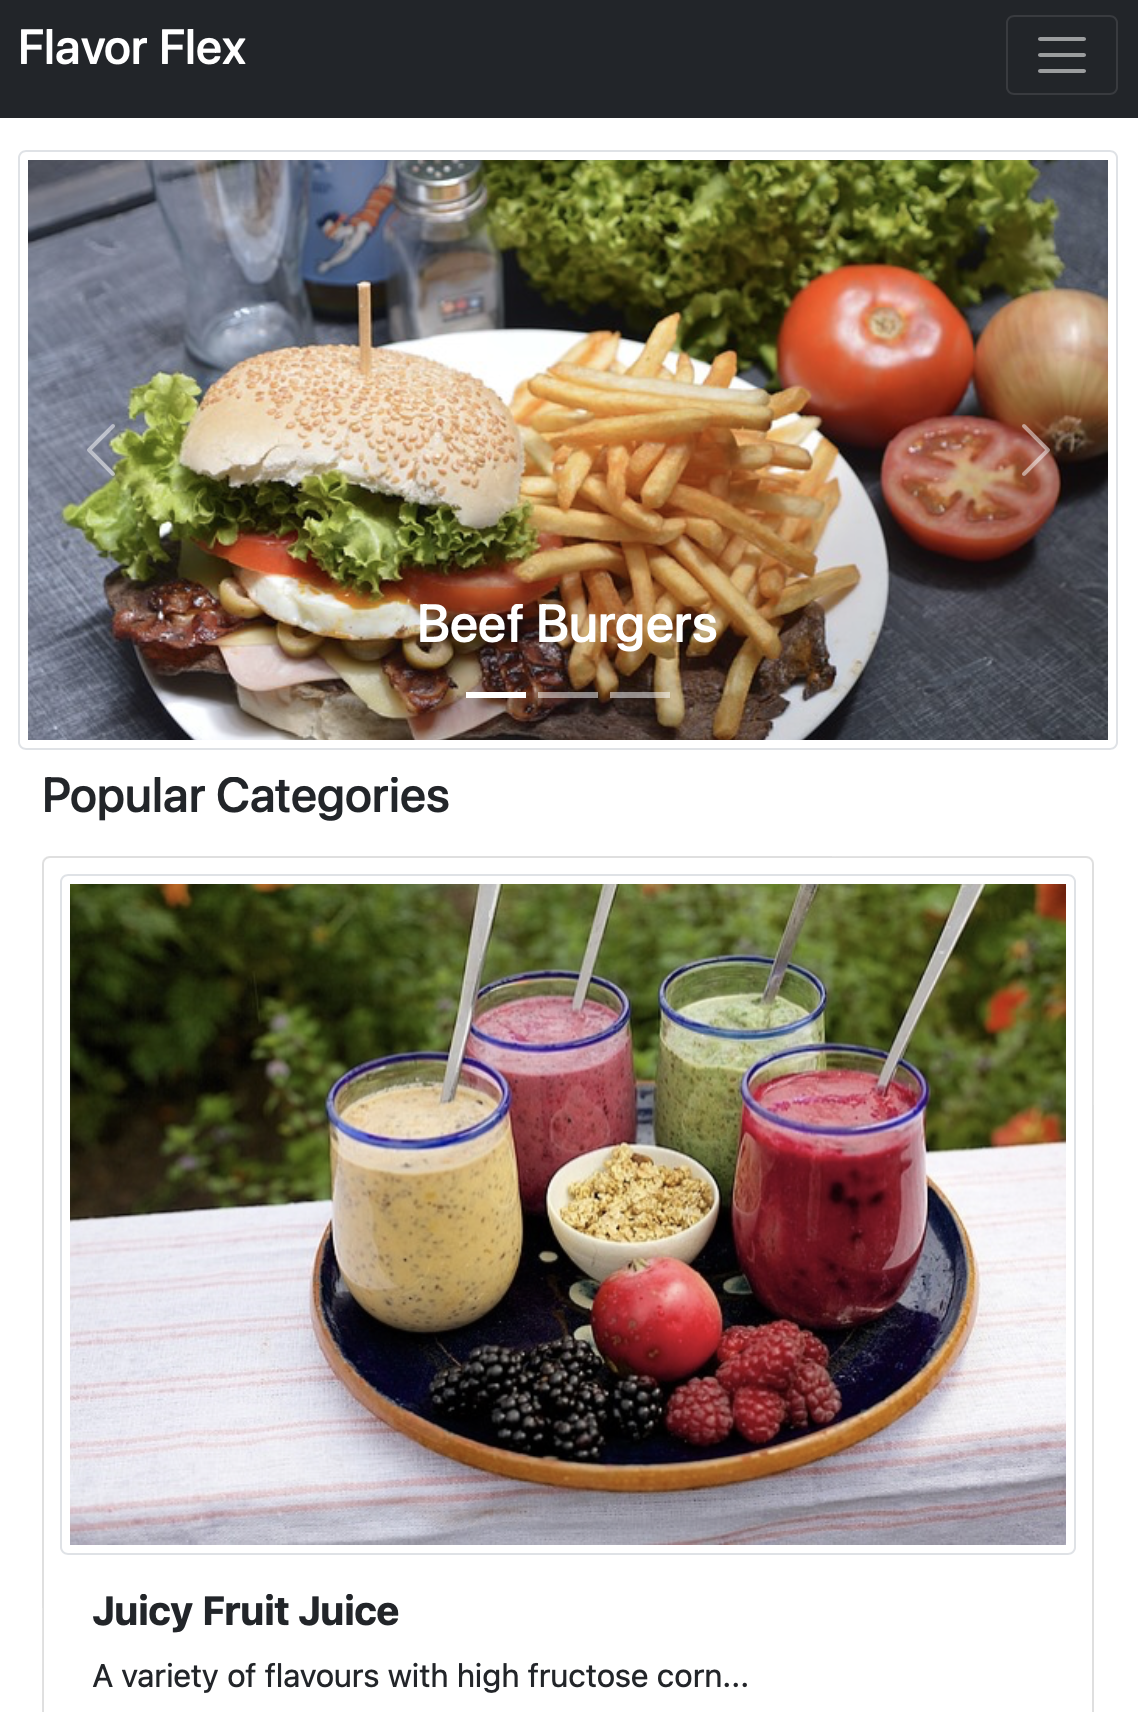 Flavor Flex
Beef Burgers
Popular Categories
Juicy Fruit Juice
A variety of flavours with high fructose corn...